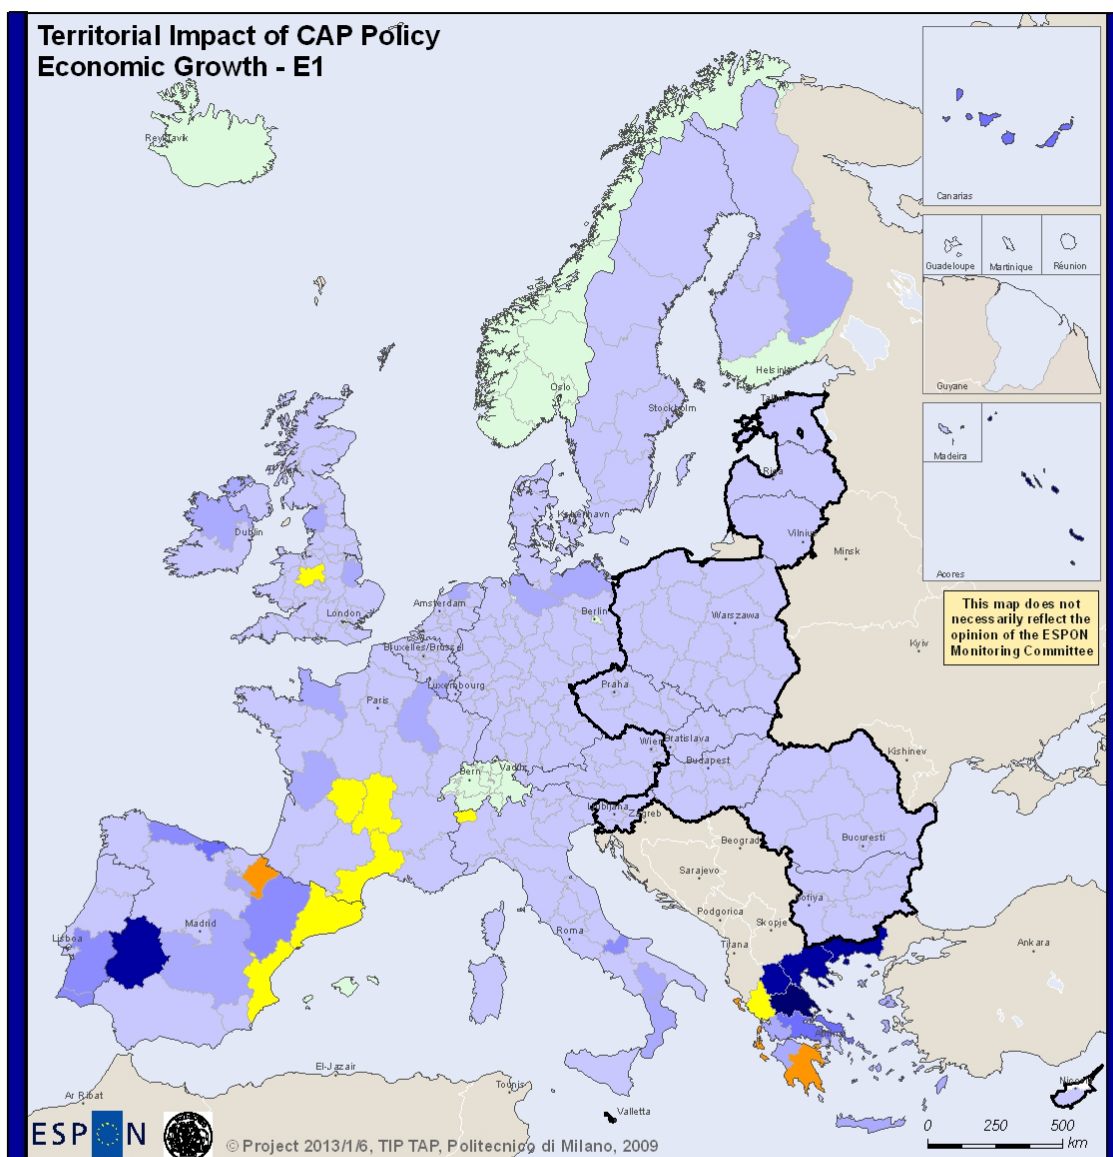 Territorial Impact of CAP Policy
Economic Growth - E1
Reykjavik
Canarias
Guadeloupe
Martinique
Réunion
Guyane
Madeira
Acores
This map does not
necessarily reflect the
opinion of the ESPON
Monitoring Committee
Oslo
Helsinki
Stockholm
Riga
København
Vilnius
Minsk
Dublin
London
Amsterdam
Berlin
Warszawa
Bruxelles/Brussel
Kyiv
Luxembourg
Praha
Paris
Wien
Bratislava
Kishinev
Bern
Vaduz
Budapest
Ljubljana
Zagreb
Beograd
Bucuresti
Sarajevo
Sofiya
Podgorica
Skopje
Lisboa
Madrid
Roma
Tirana
Ankara
El-Jazair
Tounis
Ar Ribat
Valletta
ESPON
© Project 2013/1/6, TIP TAP, Politecnico di Milano, 2009
0 250 500
km